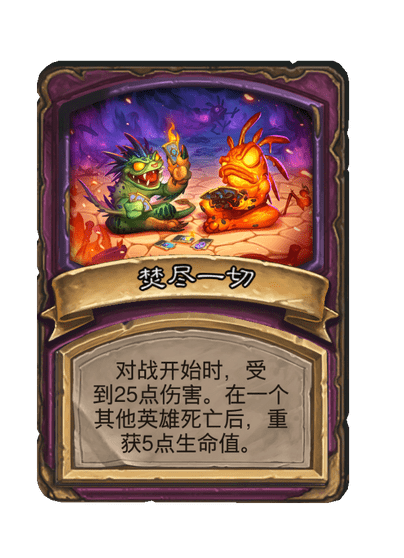 焚尽一切
对战开始时，受
到25点伤害。在一个
其他英雄死亡后，重
获5点生命值。